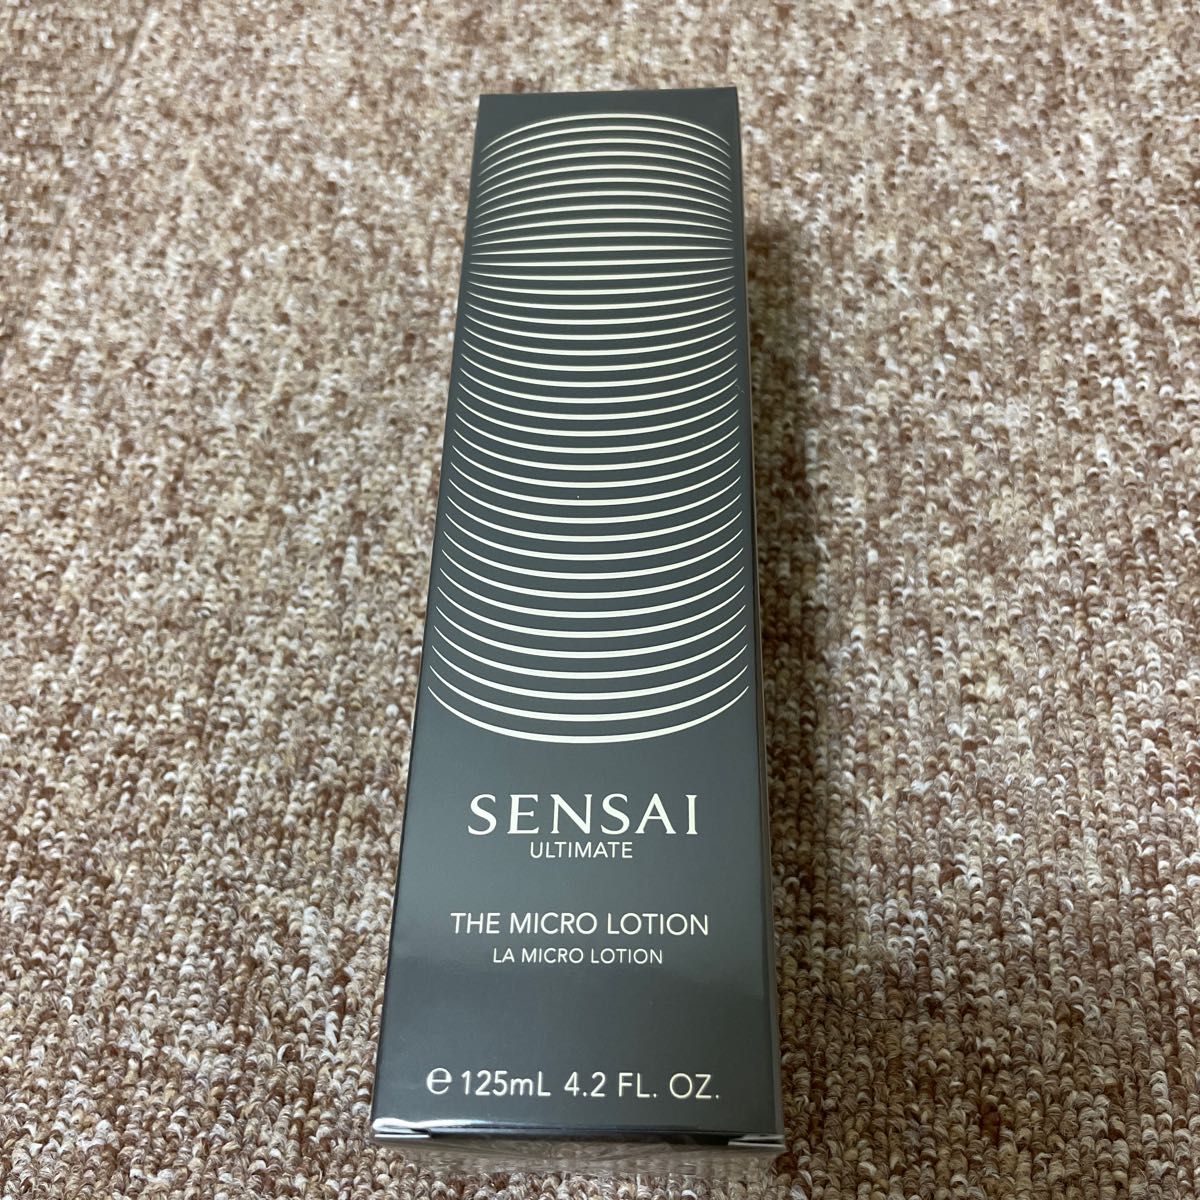 SENSAI
ULTIMATE
THE MICRO LOTION
LA MICRO LOTION
℮ 125mL 4.2 FL. OZ.